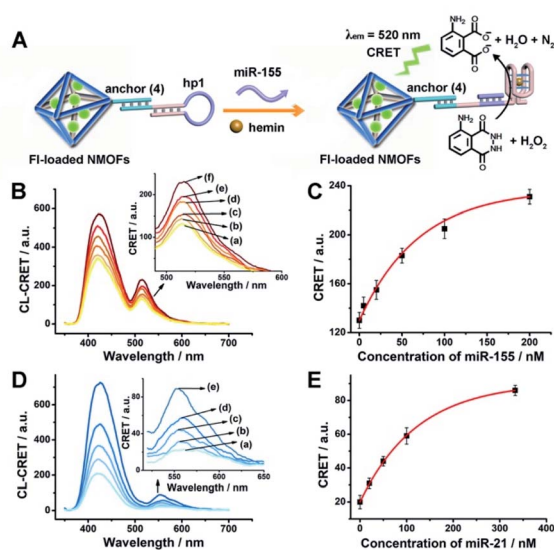 A
λem = 520 nm
CRET
NH₂
O
O⁻
O⁻
O
+ H₂O + N₂
anchor (4)
hp1
miR-155
hemin
Fl-loaded NMOFs
anchor (4)
Fl-loaded NMOFs
NH₂
O
NH
NH
O
+ H₂O₂
B
CL-CRET / a.u.
600
400
200
0
400 500 600 700
Wavelength / nm
CRET / a.u.
200
100
500 550 600
Wavelength / nm
(f)
(e)
(d)
(c)
(b)
(a)
C
CRET / a.u.
240
200
160
120
0 50 100 150 200
Concentration of miR-155 / nM
D
CL-CRET / a.u.
800
600
400
200
0
400 500 600 700
Wavelength / nm
CRET / a.u.
120
80
40
0
550 600 650
Wavelength / nm
(e)
(d)
(c)
(b)
(a)
E
CRET / a.u.
100
80
60
40
20
0 100 200 300 400
Concentration of miR-21 / nM